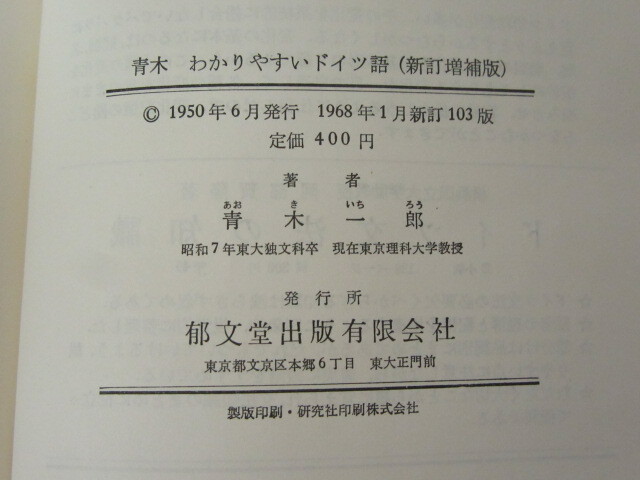 青木　わかりやすいドイツ語（新訂増補版）
© 1950年6月発行　1968年1月新訂103版
定価 400 円
著　者
あお　き　いち　ろう
青　木　一　郎
昭和7年東大独文科卒　現在東京理科大学教授
発行所
郁文堂出版有限会社
東京都文京区本郷6丁目　東大正門前
製版印刷・研究社印刷株式会社